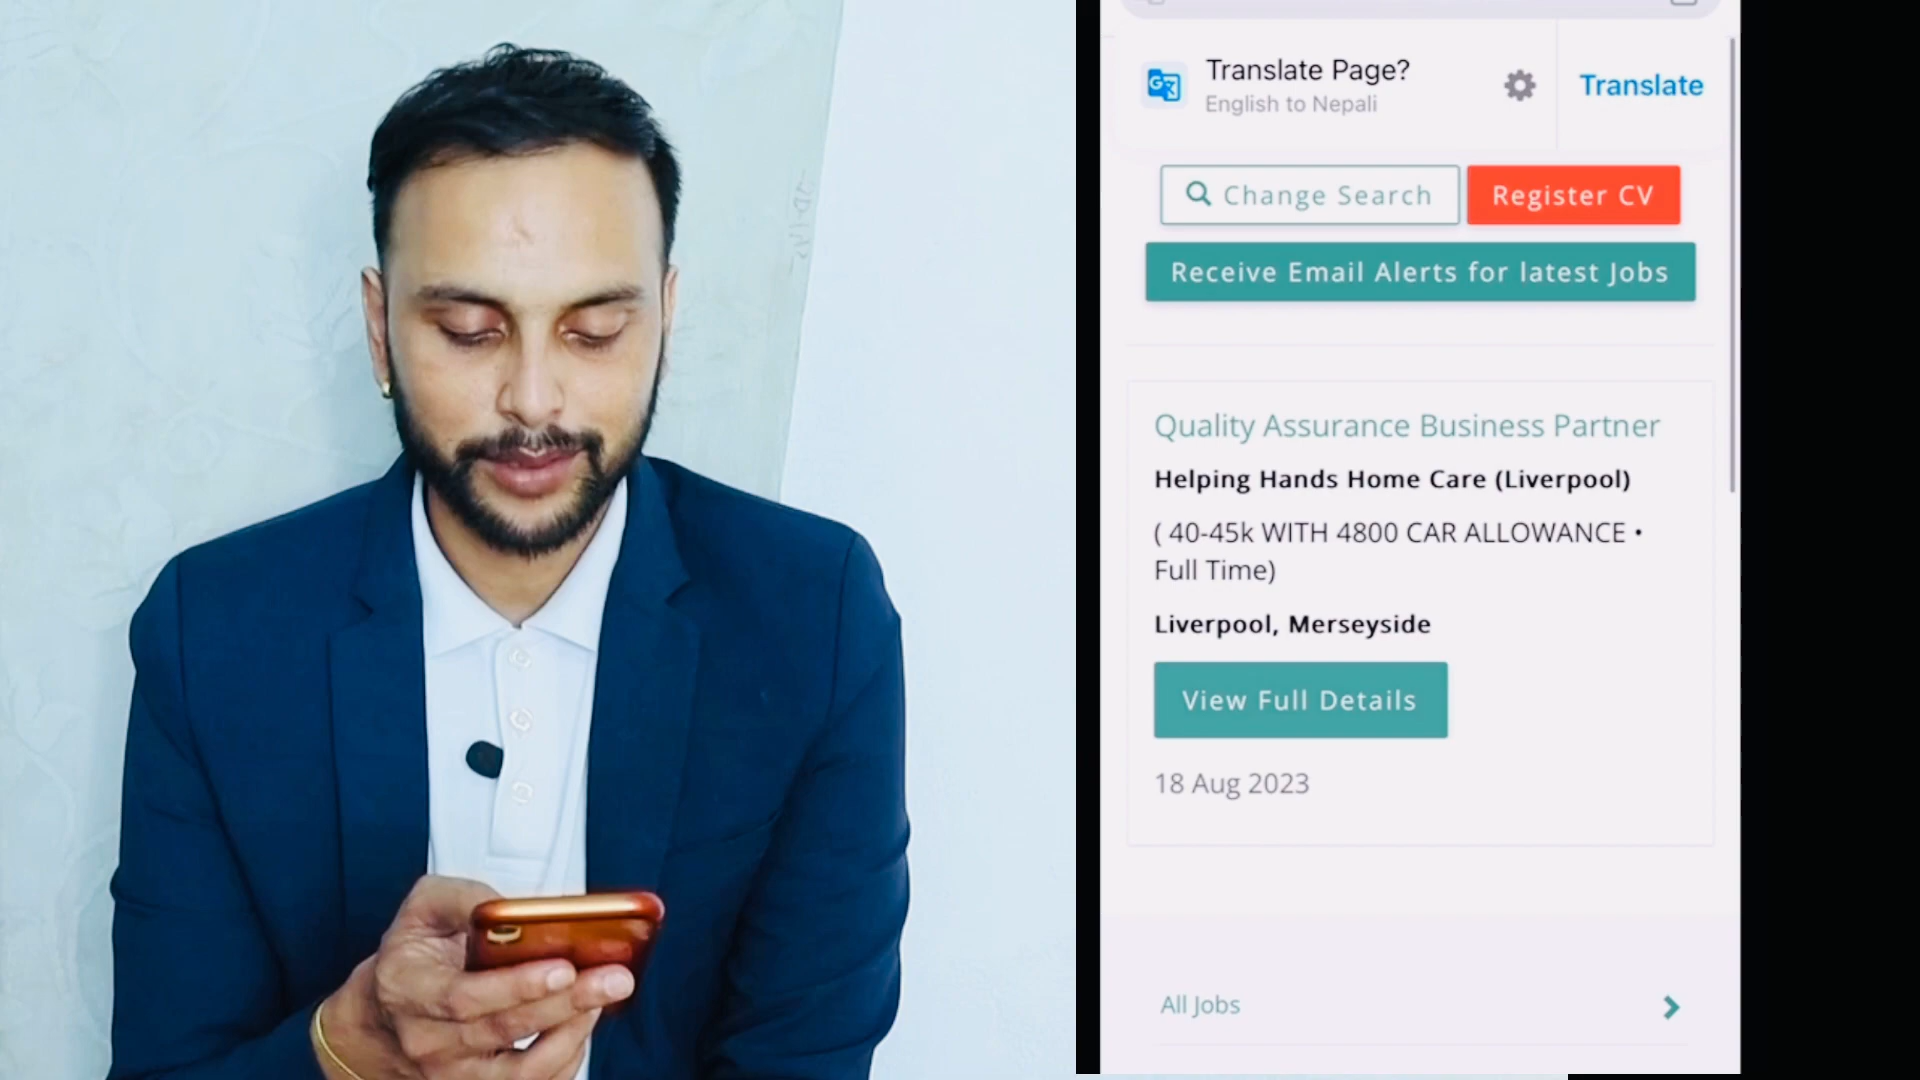 Translate Page?
English to Nepali
Translate
Change Search
Register CV
Receive Email Alerts for latest Jobs
Quality Assurance Business Partner
Helping Hands Home Care (Liverpool)
( 40-45k WITH 4800 CAR ALLOWANCE •
Full Time)
Liverpool, Merseyside
View Full Details
18 Aug 2023
All Jobs